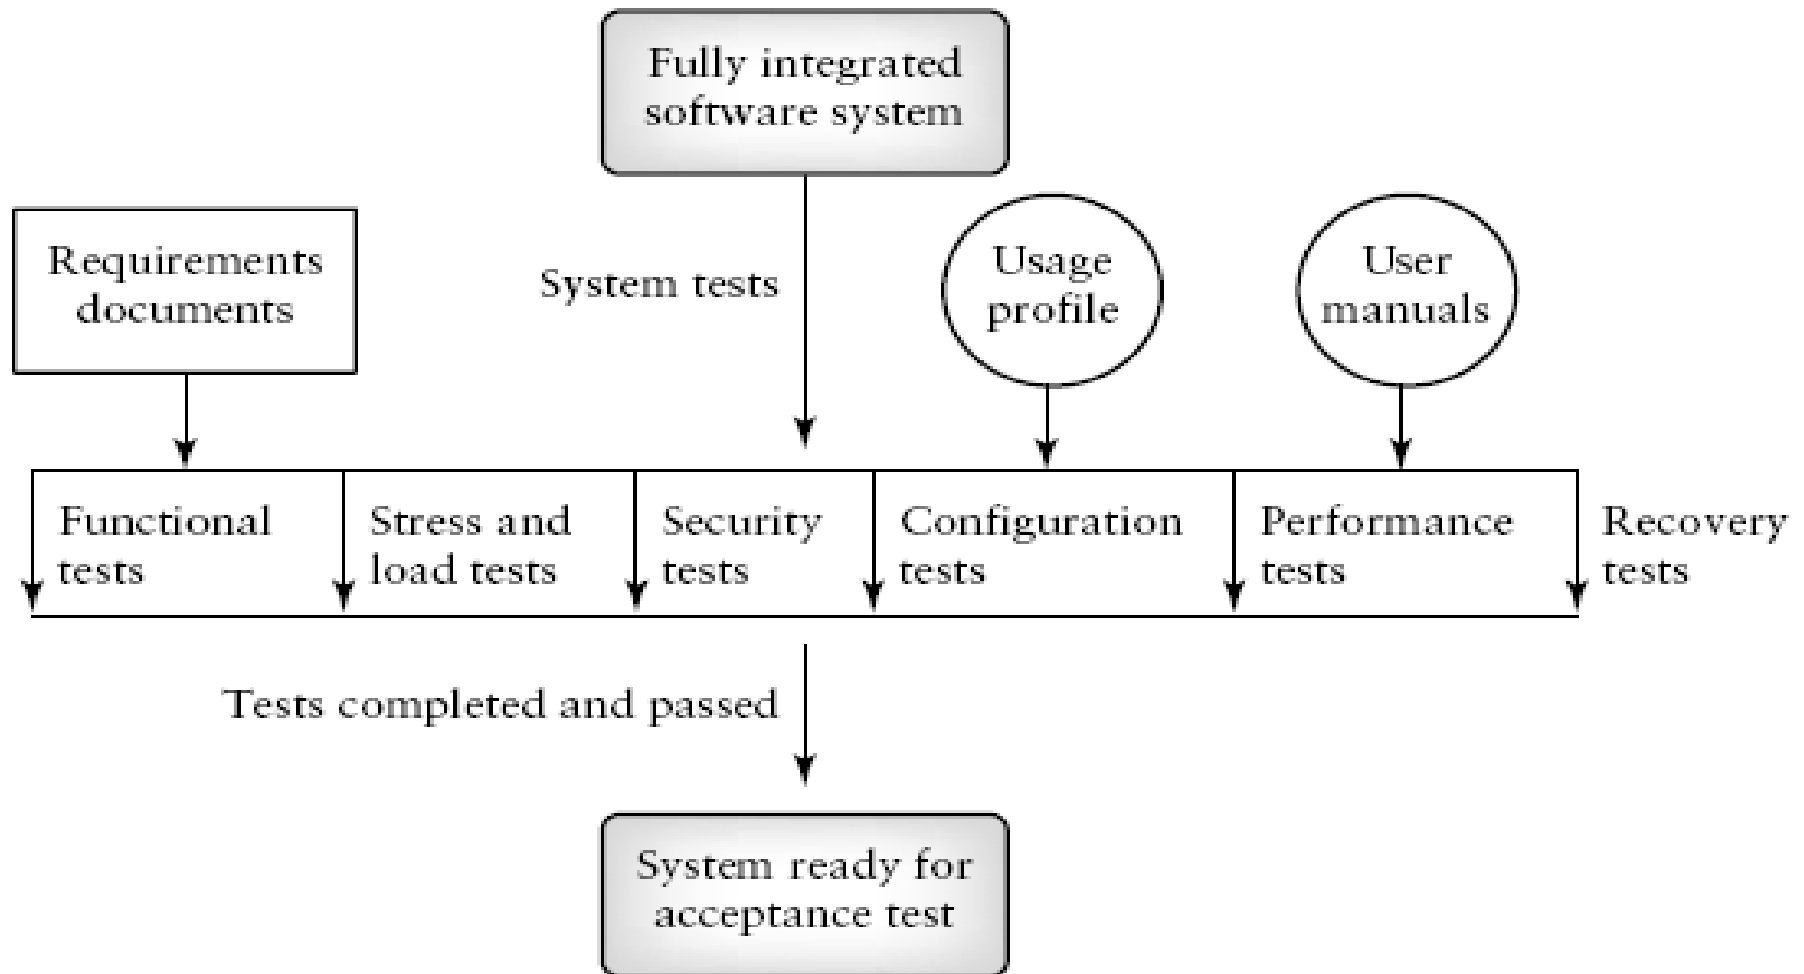 Fully integrated
software system
Requirements
documents
System tests
Usage
profile
User
manuals
Functional
tests
Stress and
load tests
Security
tests
Configuration
tests
Performance
tests
Recovery
tests
Tests completed and passed
System ready for
acceptance test